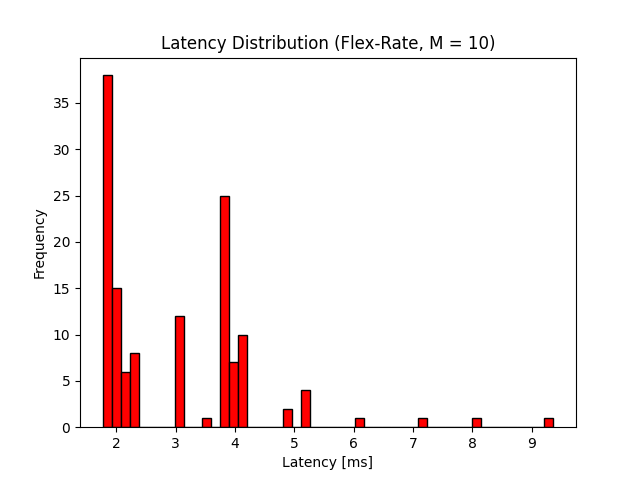 Latency Distribution (Flex-Rate, M = 10)
35
30
25
20
15
10
5
0
Frequency
2 3 4 5 6 7 8 9
Latency [ms]